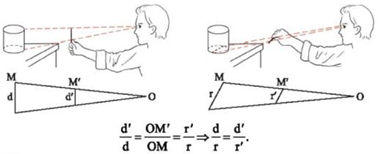 M M' d d' O
M M' r r' O
d'/d = OM'/OM = r'/r ⇒ d/r = d'/r'.